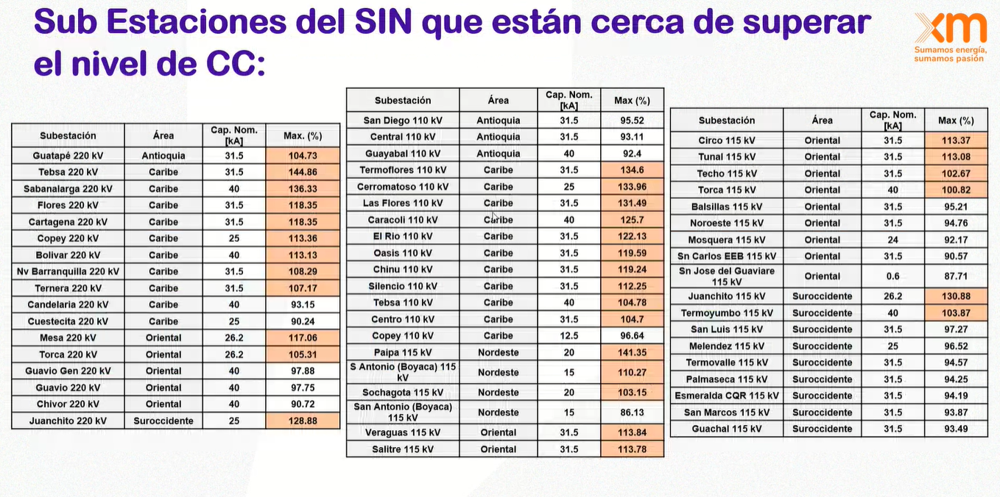 Sub Estaciones del SIN que están cerca de superar
el nivel de CC:
xm
Sumamos energía,
sumamos pasión
Subestación Área Cap. Nom. [kA] Max. (%)
Guatapé 220 kV Antioquia 31.5 104.73
Tebsa 220 kV Caribe 31.5 144.86
Sabanalarga 220 kV Caribe 40 136.33
Flores 220 kV Caribe 31.5 118.35
Cartagena 220 kV Caribe 31.5 118.35
Copey 220 kV Caribe 25 113.36
Bolivar 220 kV Caribe 40 113.13
Nv Barranquilla 220 kV Caribe 31.5 108.29
Ternera 220 kV Caribe 31.5 107.17
Candelaria 220 kV Caribe 40 93.15
Cuestecita 220 kV Caribe 25 90.24
Mesa 220 kV Oriental 26.2 117.06
Torca 220 kV Oriental 26.2 105.31
Guavio Gen 220 kV Oriental 40 97.88
Guavio 220 kV Oriental 40 97.75
Chivor 220 kV Oriental 40 90.72
Juanchito 220 kV Suroccidente 25 128.88
Subestación Área Cap. Nom. [kA] Max (%)
San Diego 110 kV Antioquia 31.5 95.52
Central 110 kV Antioquia 31.5 93.11
Guayabal 110 kV Antioquia 40 92.4
Termoflores 110 kV Caribe 31.5 134.6
Cerromatoso 110 kV Caribe 25 133.96
Las Flores 110 kV Caribe 31.5 131.49
Caracoli 110 kV Caribe 40 125.7
El Rio 110 kV Caribe 31.5 122.13
Oasis 110 kV Caribe 31.5 119.59
Chinu 110 kV Caribe 31.5 119.24
Silencio 110 kV Caribe 31.5 112.25
Tebsa 110 kV Caribe 40 104.78
Centro 110 kV Caribe 31.5 104.7
Copey 110 kV Caribe 12.5 96.64
Paipa 115 kV Nordeste 20 141.35
S Antonio (Boyaca) 115 kV Nordeste 15 110.27
Sochagota 115 kV Nordeste 20 103.15
San Antonio (Boyaca) 115 kV Nordeste 15 86.13
Veraguas 115 kV Oriental 31.5 113.84
Salitre 115 kV Oriental 31.5 113.78
Subestación Área Cap. Nom. [kA] Max (%)
Circo 115 kV Oriental 31.5 113.37
Tunal 115 kV Oriental 31.5 113.08
Techo 115 kV Oriental 31.5 102.67
Torca 115 kV Oriental 40 100.82
Balsillas 115 kV Oriental 31.5 95.21
Noroeste 115 kV Oriental 31.5 94.76
Mosquera 115 kV Oriental 24 92.17
Sn Carlos EEB 115 kV Oriental 31.5 90.57
Sn Jose del Guaviare 115 kV Oriental 0.6 87.71
Juanchito 115 kV Suroccidente 26.2 130.88
Termoyumbo 115 kV Suroccidente 40 103.87
San Luis 115 kV Suroccidente 31.5 97.27
Melendez 115 kV Suroccidente 25 96.52
Termovalle 115 kV Suroccidente 31.5 94.57
Palmaseca 115 kV Suroccidente 31.5 94.25
Esmeralda CQR 115 kV Suroccidente 31.5 94.19
San Marcos 115 kV Suroccidente 31.5 93.87
Guachal 115 kV Suroccidente 31.5 93.49